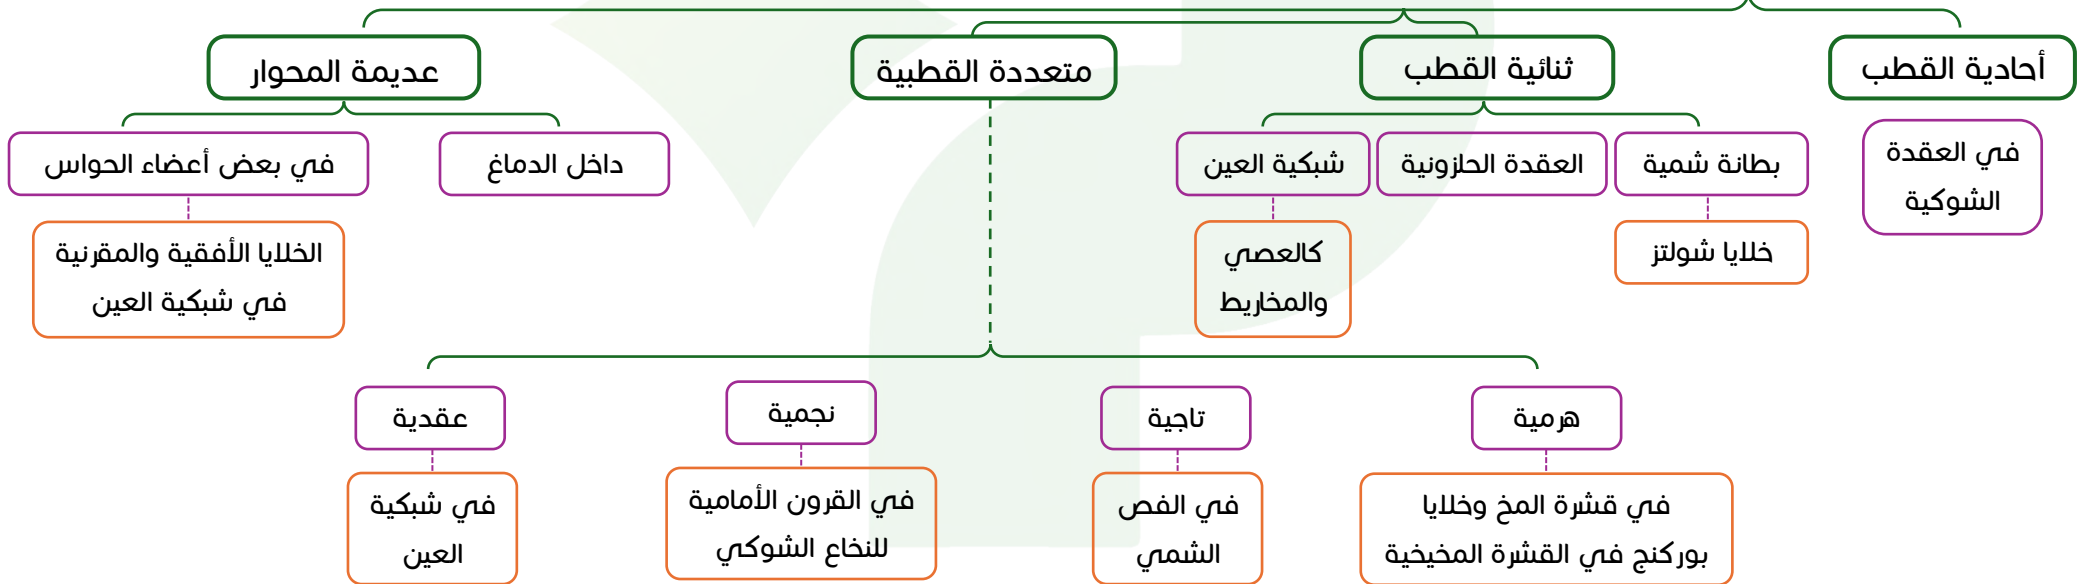 أحادية القطب
ثنائية القطب
متعددة القطبية
عديمة المحوار
في العقدة
الشوكية
بطانة شمية
العقدة الحلزونية
شبكية العين
داخل الدماغ
في بعض أعضاء الحواس
خلايا شولتز
كالعصي
والمخاريط
الخلايا الأفقية والمقرنية
في شبكية العين
هرمية
تاجية
نجمية
عقدية
في قشرة المخ وخلايا
بوركنج في القشرة المخيخية
في الفص
الشمي
في القرون الأمامية
للنخاع الشوكي
في شبكية
العين